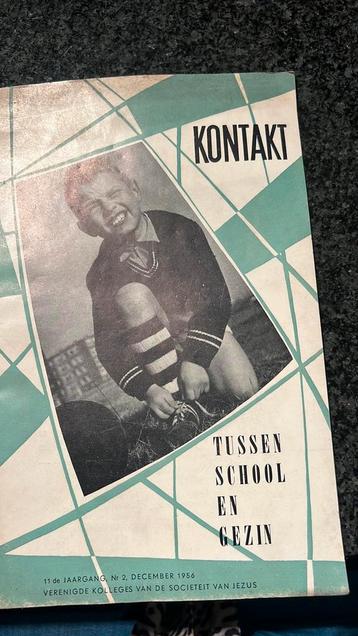 KONTAKT
TUSSEN
SCHOOL
EN
GEZIN
11 de JAARGANG, Nr 2, DECEMBER 1956
VERENIGDE KOLLEGES VAN DE SOCIETEIT VAN JEZUS